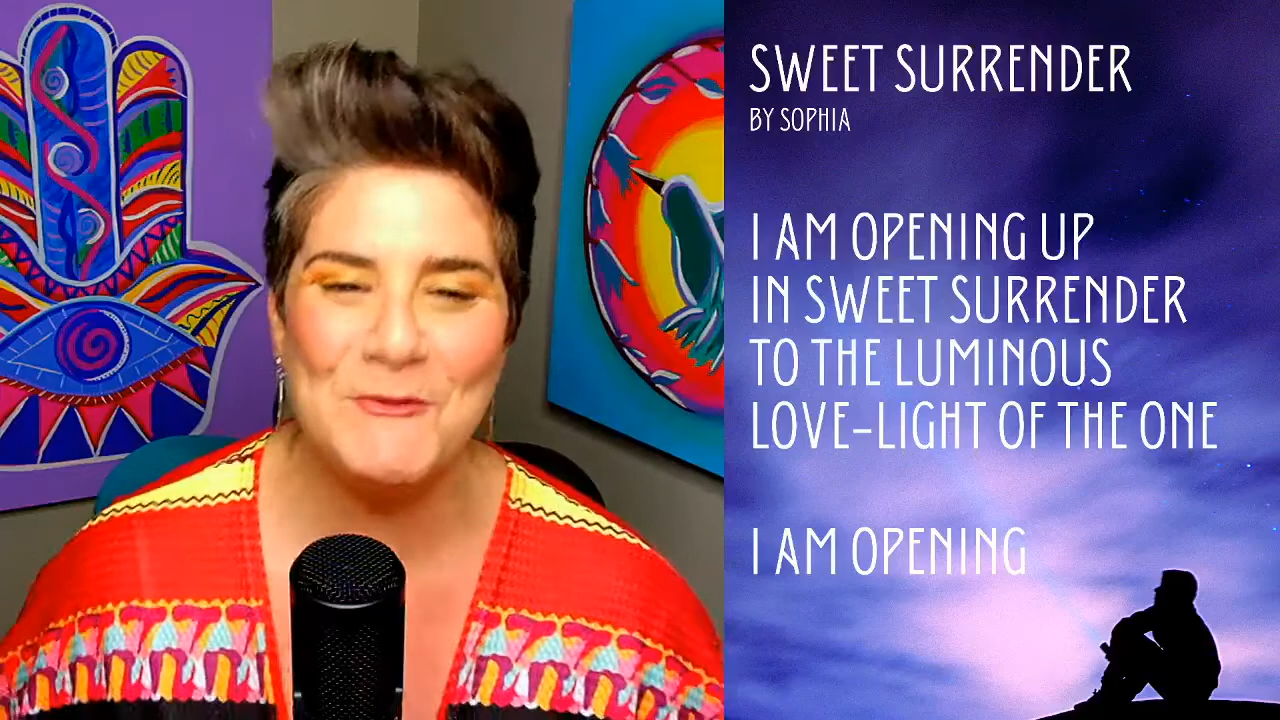 SWEET SURRENDER
BY SOPHIA
I AM OPENING UP
IN SWEET SURRENDER
TO THE LUMINOUS
LOVE-LIGHT OF THE ONE
I AM OPENING